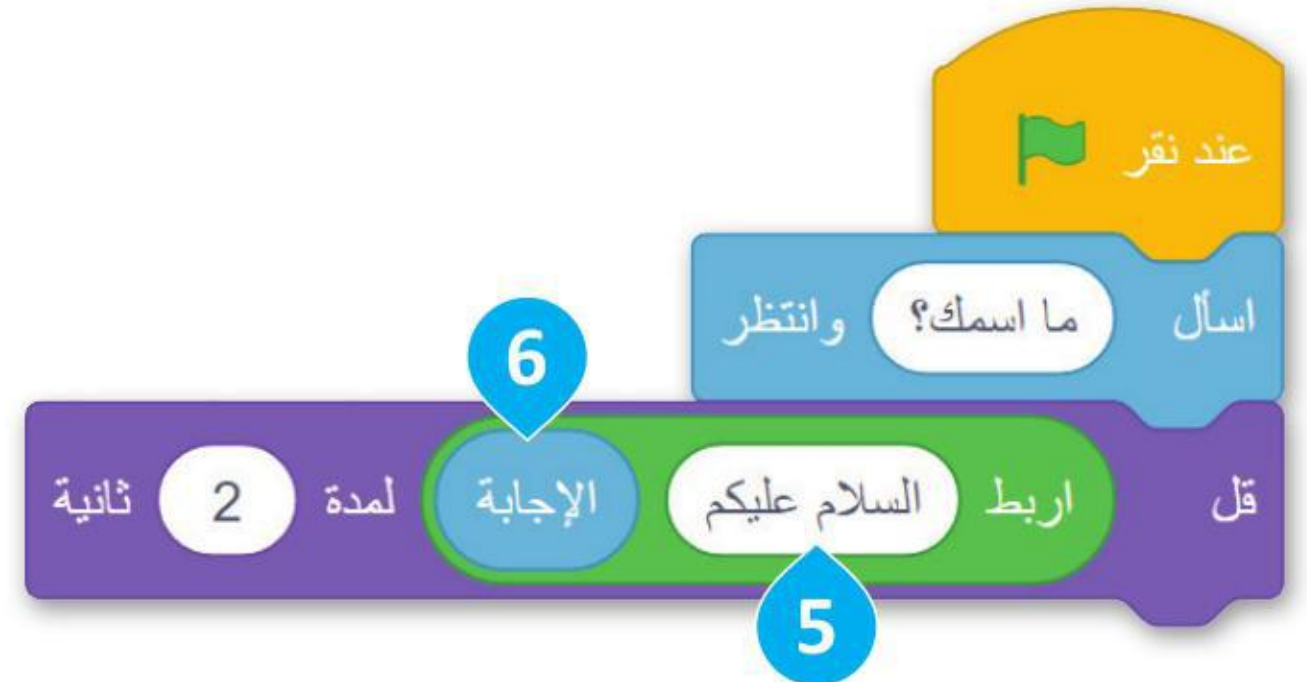 عند نقر
اسأل ما اسمك؟ وانتظر
6
قل اربط السلام عليكم الإجابة لمدة 2 ثانية
5